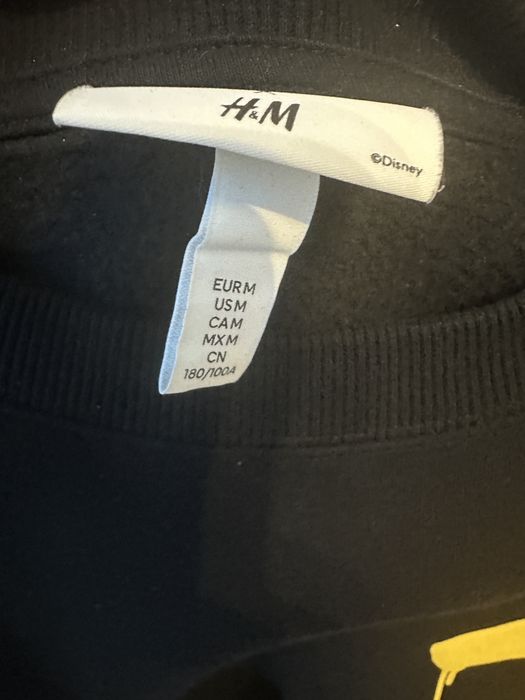 H&M
©Disney
EUR M
US M
CA M
MX M
CN
180/100A